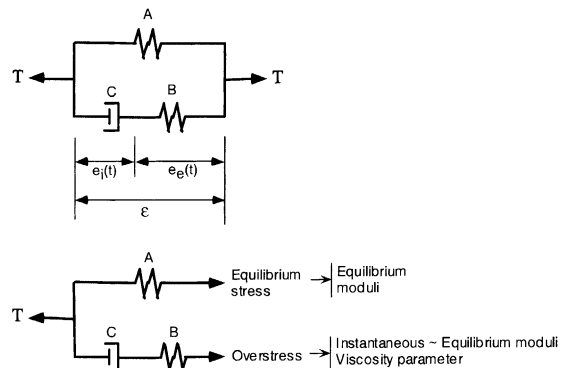 A
T
T
C
B
e_i(t)
e_e(t)
ε
A
Equilibrium
stress
Equilibrium
moduli
T
C
B
Overstress
Instantaneous ~ Equilibrium moduli
Viscosity parameter